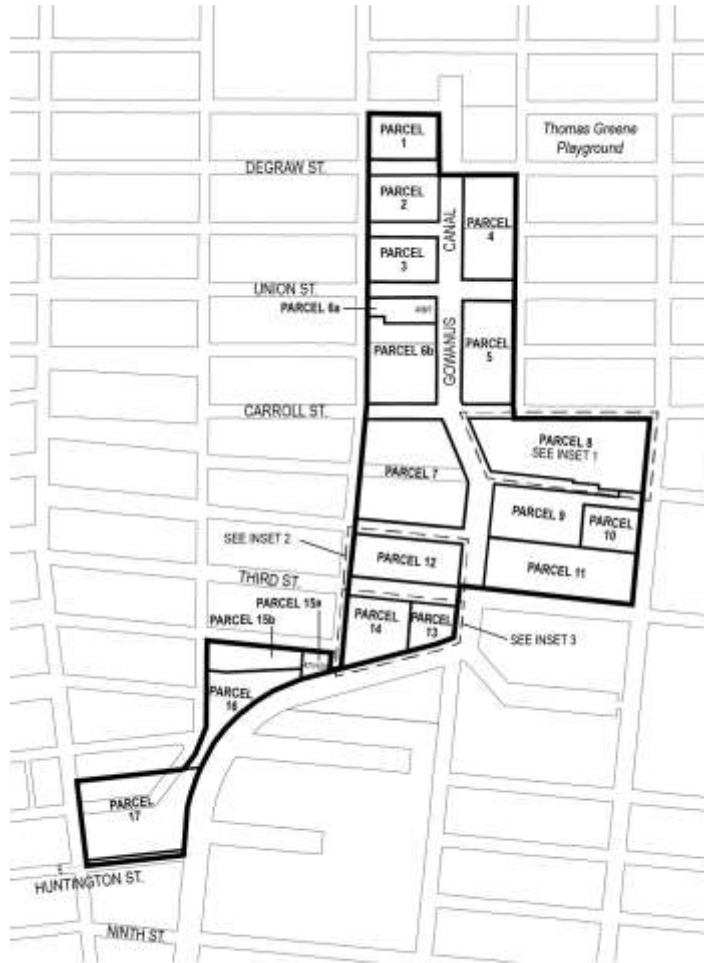 PARCEL
1
Thomas Greene
Playground
DEGRAW ST.
PARCEL
2
PARCEL
4
CANAL
PARCEL
3
UNION ST.
PARCEL 6a
PARCEL 6b
GOWANUS
PARCEL
5
CARROLL ST.
PARCEL 8
SEE INSET 1
PARCEL 7
PARCEL 9
PARCEL
10
SEE INSET 2
PARCEL 12
PARCEL 11
THIRD ST.
PARCEL 15a
PARCEL 15b
PARCEL
14
PARCEL
13
SEE INSET 3
PARCEL
16
PARCEL
17
HUNTINGTON ST.
NINTH ST.